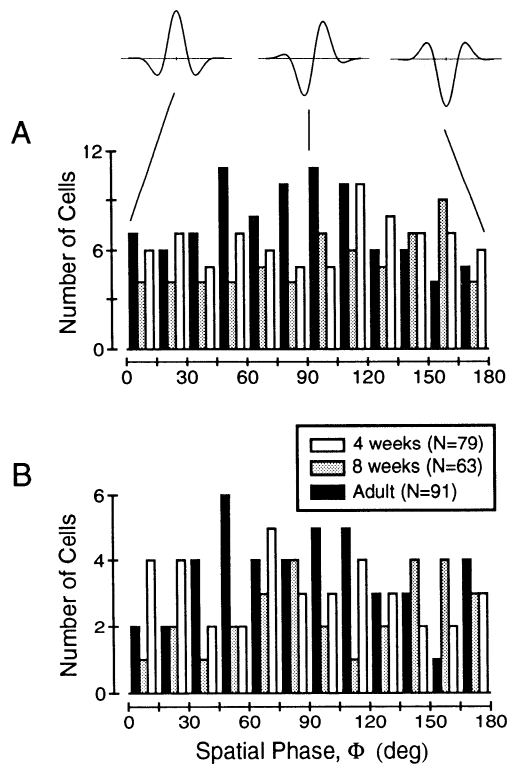 A
12
6
0
Number of Cells
0 30 60 90 120 150 180
4 weeks (N=79)
8 weeks (N=63)
Adult (N=91)
B
6
4
2
0
Number of Cells
0 30 60 90 120 150 180
Spatial Phase, Φ (deg)